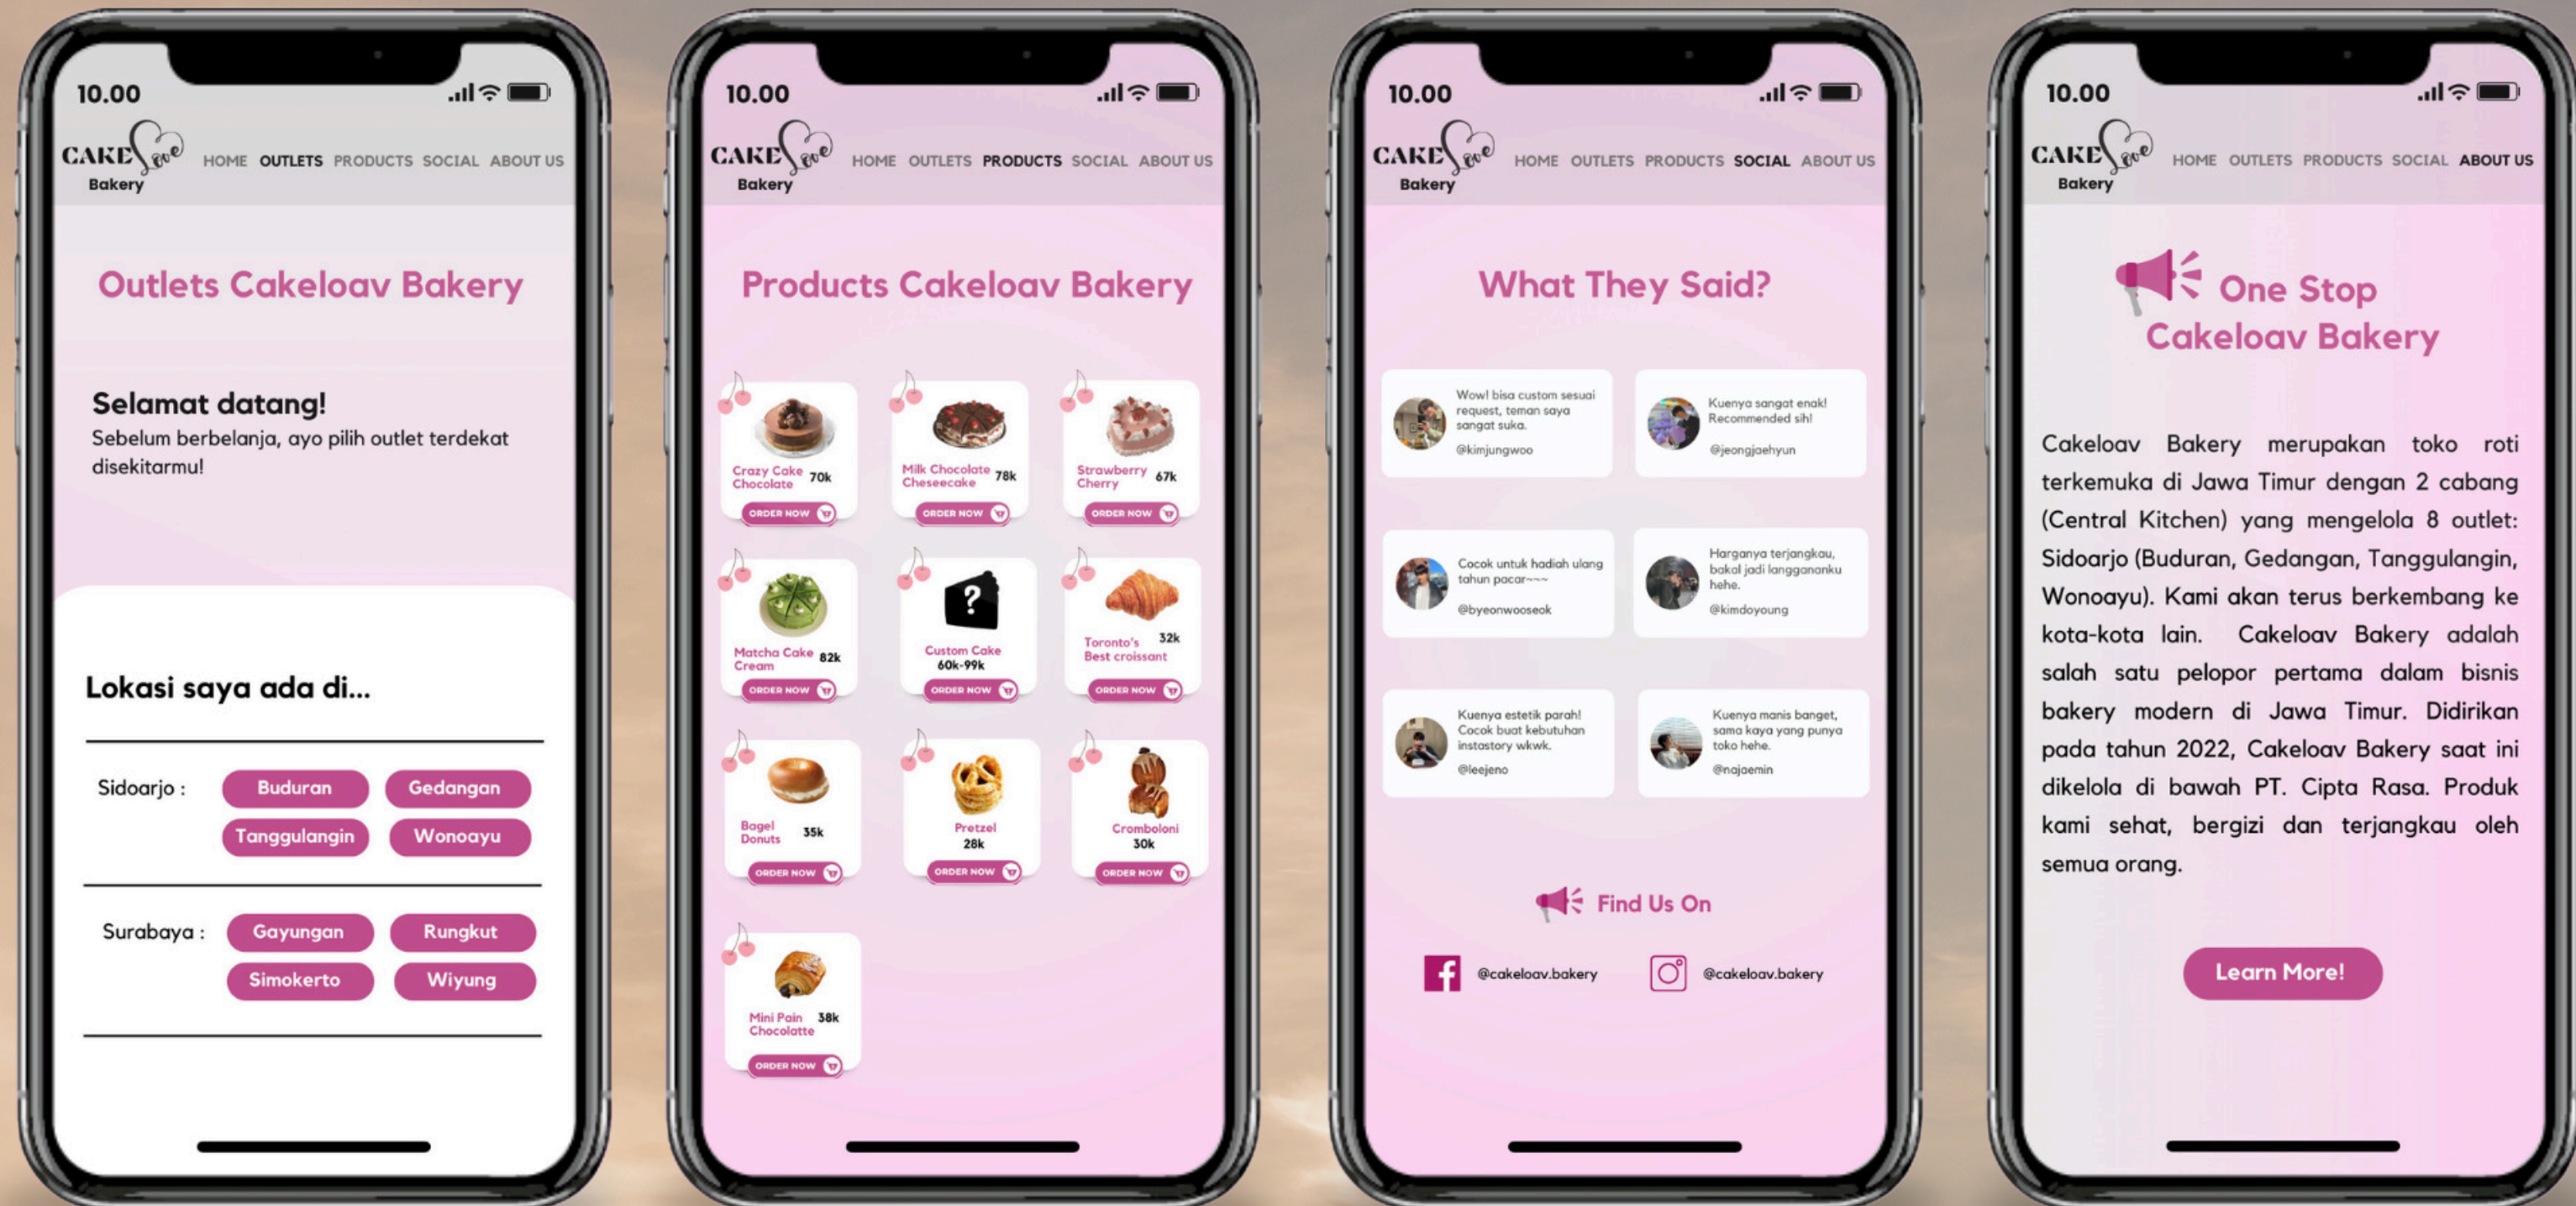 10.00
CAKE Love
Bakery
HOME OUTLETS PRODUCTS SOCIAL ABOUT US
Outlets Cakeloav Bakery
Selamat datang!
Sebelum berbelanja, ayo pilih outlet terdekat
disekitarmu!
Lokasi saya ada di...
Sidoarjo :
Buduran
Gedangan
Tanggulangin
Wonoayu
Surabaya :
Gayungan
Rungkut
Simokerto
Wiyung
10.00
CAKE Love
Bakery
HOME OUTLETS PRODUCTS SOCIAL ABOUT US
Products Cakeloav Bakery
Crazy Cake
Chocolate
70k
ORDER NOW
Milk Chocolate
Cheseecake
78k
ORDER NOW
Strawberry
Cherry
67k
ORDER NOW
Matcha Cake
Cream
82k
ORDER NOW
?
Custom Cake
60k-99k
ORDER NOW
Toronto's
Best croissant
32k
ORDER NOW
Bagel
Donuts
35k
ORDER NOW
Pretzel
28k
ORDER NOW
Cromboloni
30k
ORDER NOW
Mini Pain
Chocolatte
38k
ORDER NOW
10.00
CAKE Love
Bakery
HOME OUTLETS PRODUCTS SOCIAL ABOUT US
What They Said?
Wow! bisa custom sesuai
request, teman saya
sangat suka.
@kimjungwoo
Kuenya sangat enak!
Recommended sih!
@jeongjaehyun
Cocok untuk hadiah ulang
tahun pacar~~~
@byeonwooseok
Harganya terjangkau,
bakal jadi langgananku
hehe.
@kimdoyoung
Kuenya estetik parah!
Cocok buat kebutuhan
instastory wkwk.
@leejeno
Kuenya manis banget,
sama kaya yang punya
toko hehe.
@najaemin
Find Us On
@cakeloav.bakery
@cakeloav.bakery
10.00
CAKE Love
Bakery
HOME OUTLETS PRODUCTS SOCIAL ABOUT US
One Stop
Cakeloav Bakery
Cakeloav Bakery merupakan toko roti
terkemuka di Jawa Timur dengan 2 cabang
(Central Kitchen) yang mengelola 8 outlet:
Sidoarjo (Buduran, Gedangan, Tanggulangin,
Wonoayu). Kami akan terus berkembang ke
kota-kota lain. Cakeloav Bakery adalah
salah satu pelopor pertama dalam bisnis
bakery modern di Jawa Timur. Didirikan
pada tahun 2022, Cakeloav Bakery saat ini
dikelola di bawah PT. Cipta Rasa. Produk
kami sehat, bergizi dan terjangkau oleh
semua orang.
Learn More!